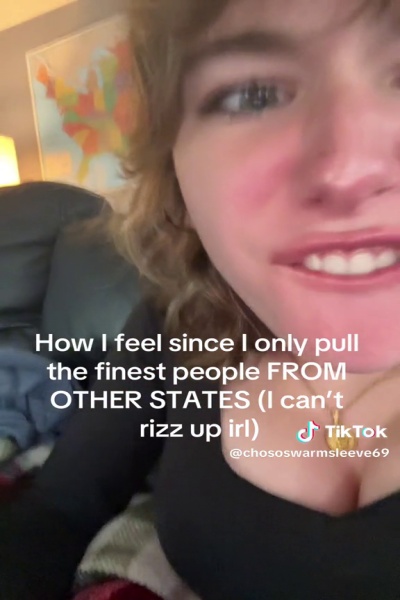 How I feel since I only pull
the finest people FROM
OTHER STATES (I can't
rizz up irl)
TikTok
@chososwarmsleeve69